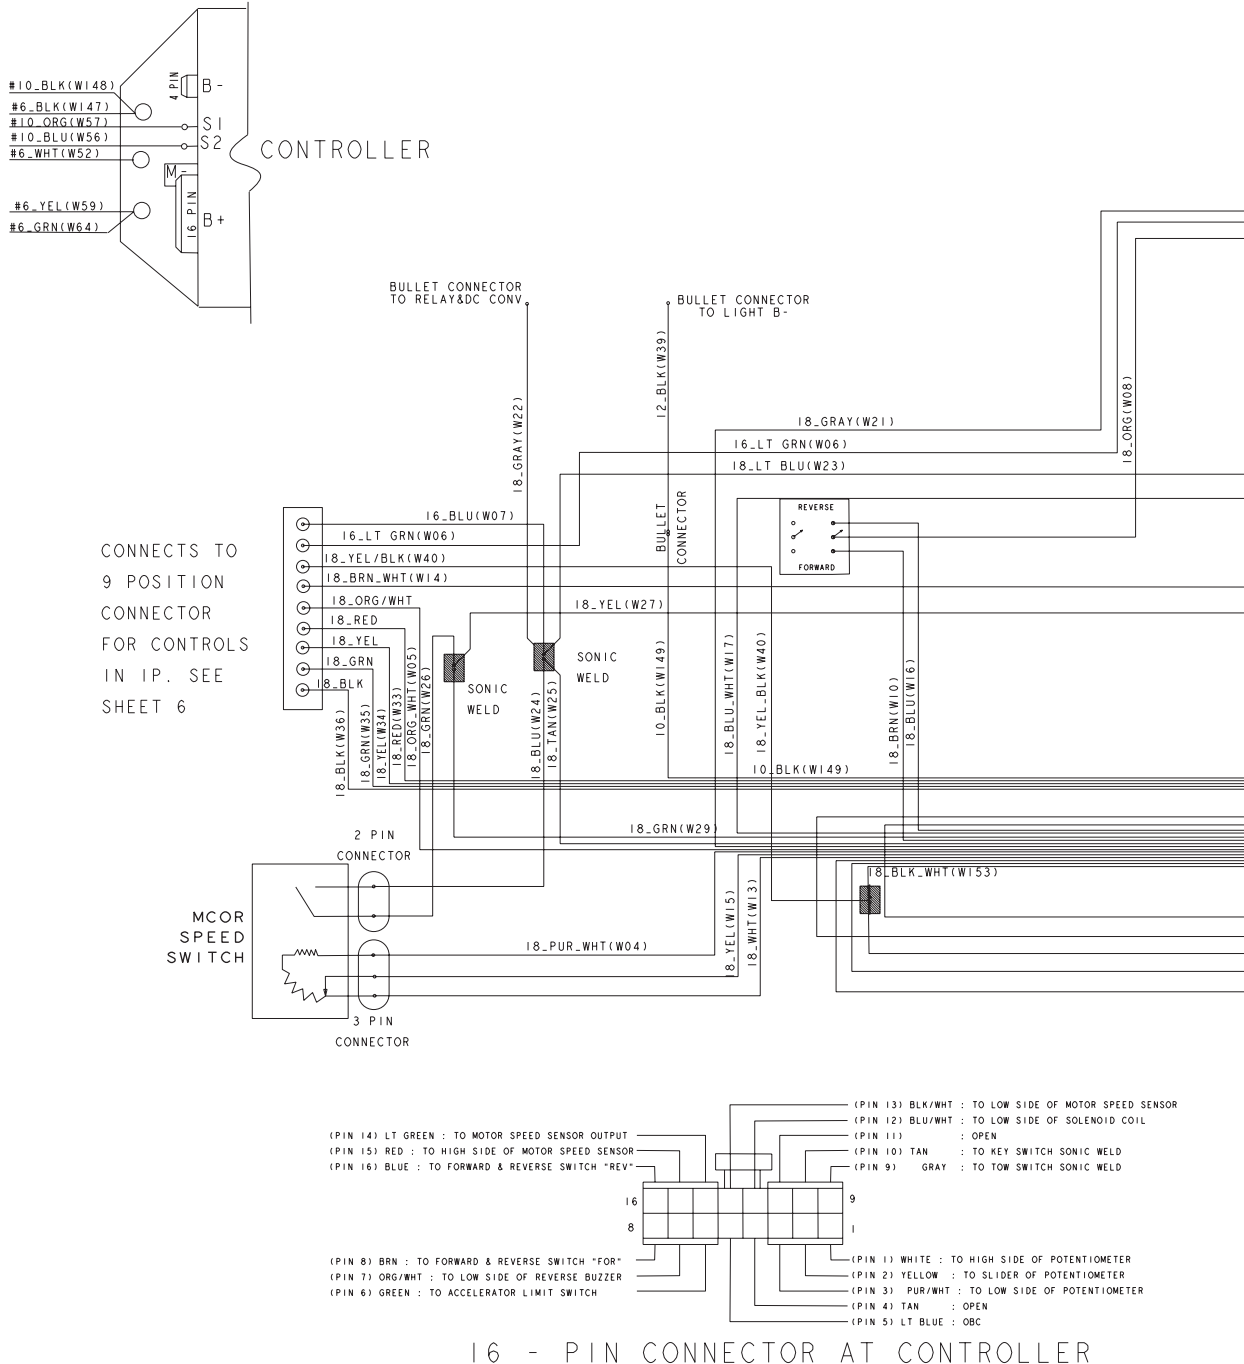 #10_BLK(W148)
#6_BLK(W147)
#10_ORG(W57)
#10_BLU(W56)
#6_WHT(W52)
#6_YEL(W59)
#6_GRN(W64)
4 PIN
B-
S1
S2
M-
16 PIN
B+
CONTROLLER
BULLET CONNECTOR
TO RELAY&DC CONV
BULLET CONNECTOR
TO LIGHT B-
18_GRAY(W22)
12_BLK(W39)
18_ORG(W08)
18_GRAY(W21)
16_LT GRN(W06)
18_LT BLU(W23)
BULLET
CONNECTOR
REVERSE
FORWARD
CONNECTS TO
9 POSITION
CONNECTOR
FOR CONTROLS
IN IP. SEE
SHEET 6
16_BLU(W07)
16_LT GRN(W06)
18_YEL/BLK(W40)
18_BRN_WHT(W14)
18_ORG/WHT
18_RED
18_YEL
18_GRN
18_BLK
18_YEL(W27)
SONIC
WELD
SONIC
WELD
18_BLK(W36)
18_GRN(W35)
18_YEL(W34)
18_RED(W33)
18_ORG_WHT(W05)
18_GRN(W26)
18_BLU(W24)
18_TAN(W25)
10_BLK(W149)
18_BLU_WHT(W17)
18_YEL_BLK(W40)
18_BRN(W10)
18_BLU(W16)
10_BLK(W149)
18_GRN(W29)
2 PIN
CONNECTOR
18_BLK_WHT(W153)
MCOR
SPEED
SWITCH
18_PUR_WHT(W04)
18_YEL(W15)
18_WHT(W13)
3 PIN
CONNECTOR
(PIN 14) LT GREEN : TO MOTOR SPEED SENSOR OUTPUT
(PIN 15) RED : TO HIGH SIDE OF MOTOR SPEED SENSOR
(PIN 16) BLUE : TO FORWARD & REVERSE SWITCH "REV"
(PIN 13) BLK/WHT : TO LOW SIDE OF MOTOR SPEED SENSOR
(PIN 12) BLU/WHT : TO LOW SIDE OF SOLENOID COIL
(PIN 11) : OPEN
(PIN 10) TAN : TO KEY SWITCH SONIC WELD
(PIN 9) GRAY : TO TOW SWITCH SONIC WELD
16
9
8
1
(PIN 8) BRN : TO FORWARD & REVERSE SWITCH "FOR"
(PIN 7) ORG/WHT : TO LOW SIDE OF REVERSE BUZZER
(PIN 6) GREEN : TO ACCELERATOR LIMIT SWITCH
(PIN 1) WHITE : TO HIGH SIDE OF POTENTIOMETER
(PIN 2) YELLOW : TO SLIDER OF POTENTIOMETER
(PIN 3) PUR/WHT : TO LOW SIDE OF POTENTIOMETER
(PIN 4) TAN : OPEN
(PIN 5) LT BLUE : OBC
16 - PIN CONNECTOR AT CONTROLLER